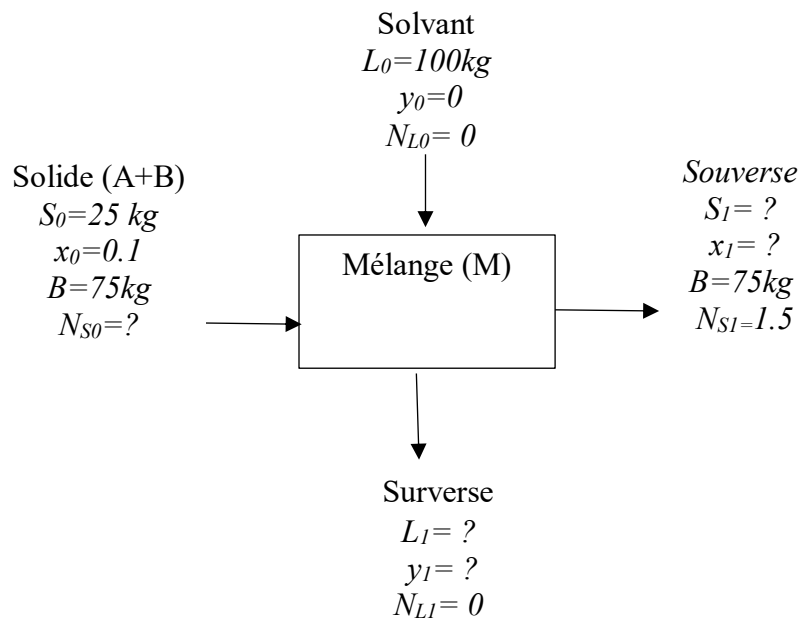 Solvant
L0=100kg
y0=0
NL0= 0
Solide (A+B)
S0=25 kg
x0=0.1
B=75kg
NS0=?
Mélange (M)
Souverse
S1= ?
x1= ?
B=75kg
NS1=1.5
Surverse
L1= ?
y1= ?
NL1= 0